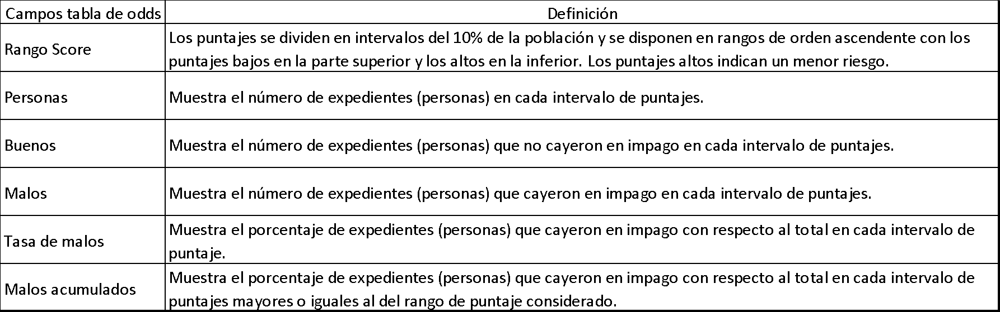 Campos tabla de odds Definición
Rango Score
Los puntajes se dividen en intervalos del 10% de la población y se disponen en rangos de orden ascendente con los
puntajes bajos en la parte superior y los altos en la inferior. Los puntajes altos indican un menor riesgo.
Personas Muestra el número de expedientes (personas) en cada intervalo de puntajes.
Buenos Muestra el número de expedientes (personas) que no cayeron en impago en cada intervalo de puntajes.
Malos Muestra el número de expedientes (personas) que cayeron en impago en cada intervalo de puntajes.
Tasa de malos
Muestra el porcentaje de expedientes (personas) que cayeron en impago con respecto al total en cada intervalo de
puntaje.
Malos acumulados
Muestra el porcentaje de expedientes (personas) que cayeron en impago con respecto al total en cada intervalo de
puntajes mayores o iguales al del rango de puntaje considerado.